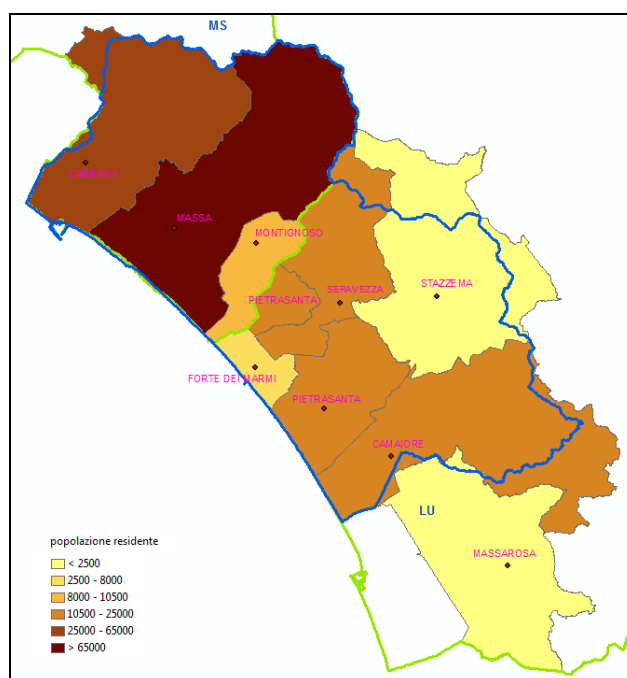 MS
CARRARA
MASSA
MONTIGNOSO
PIETRASANTA
SERAVEZZA
STAZZEMA
FORTE DEI MARMI
PIETRASANTA
CAMAIORE
LU
MASSAROSA
popolazione residente
< 2500
2500 - 8000
8000 - 10500
10500 - 25000
25000 - 65000
> 65000